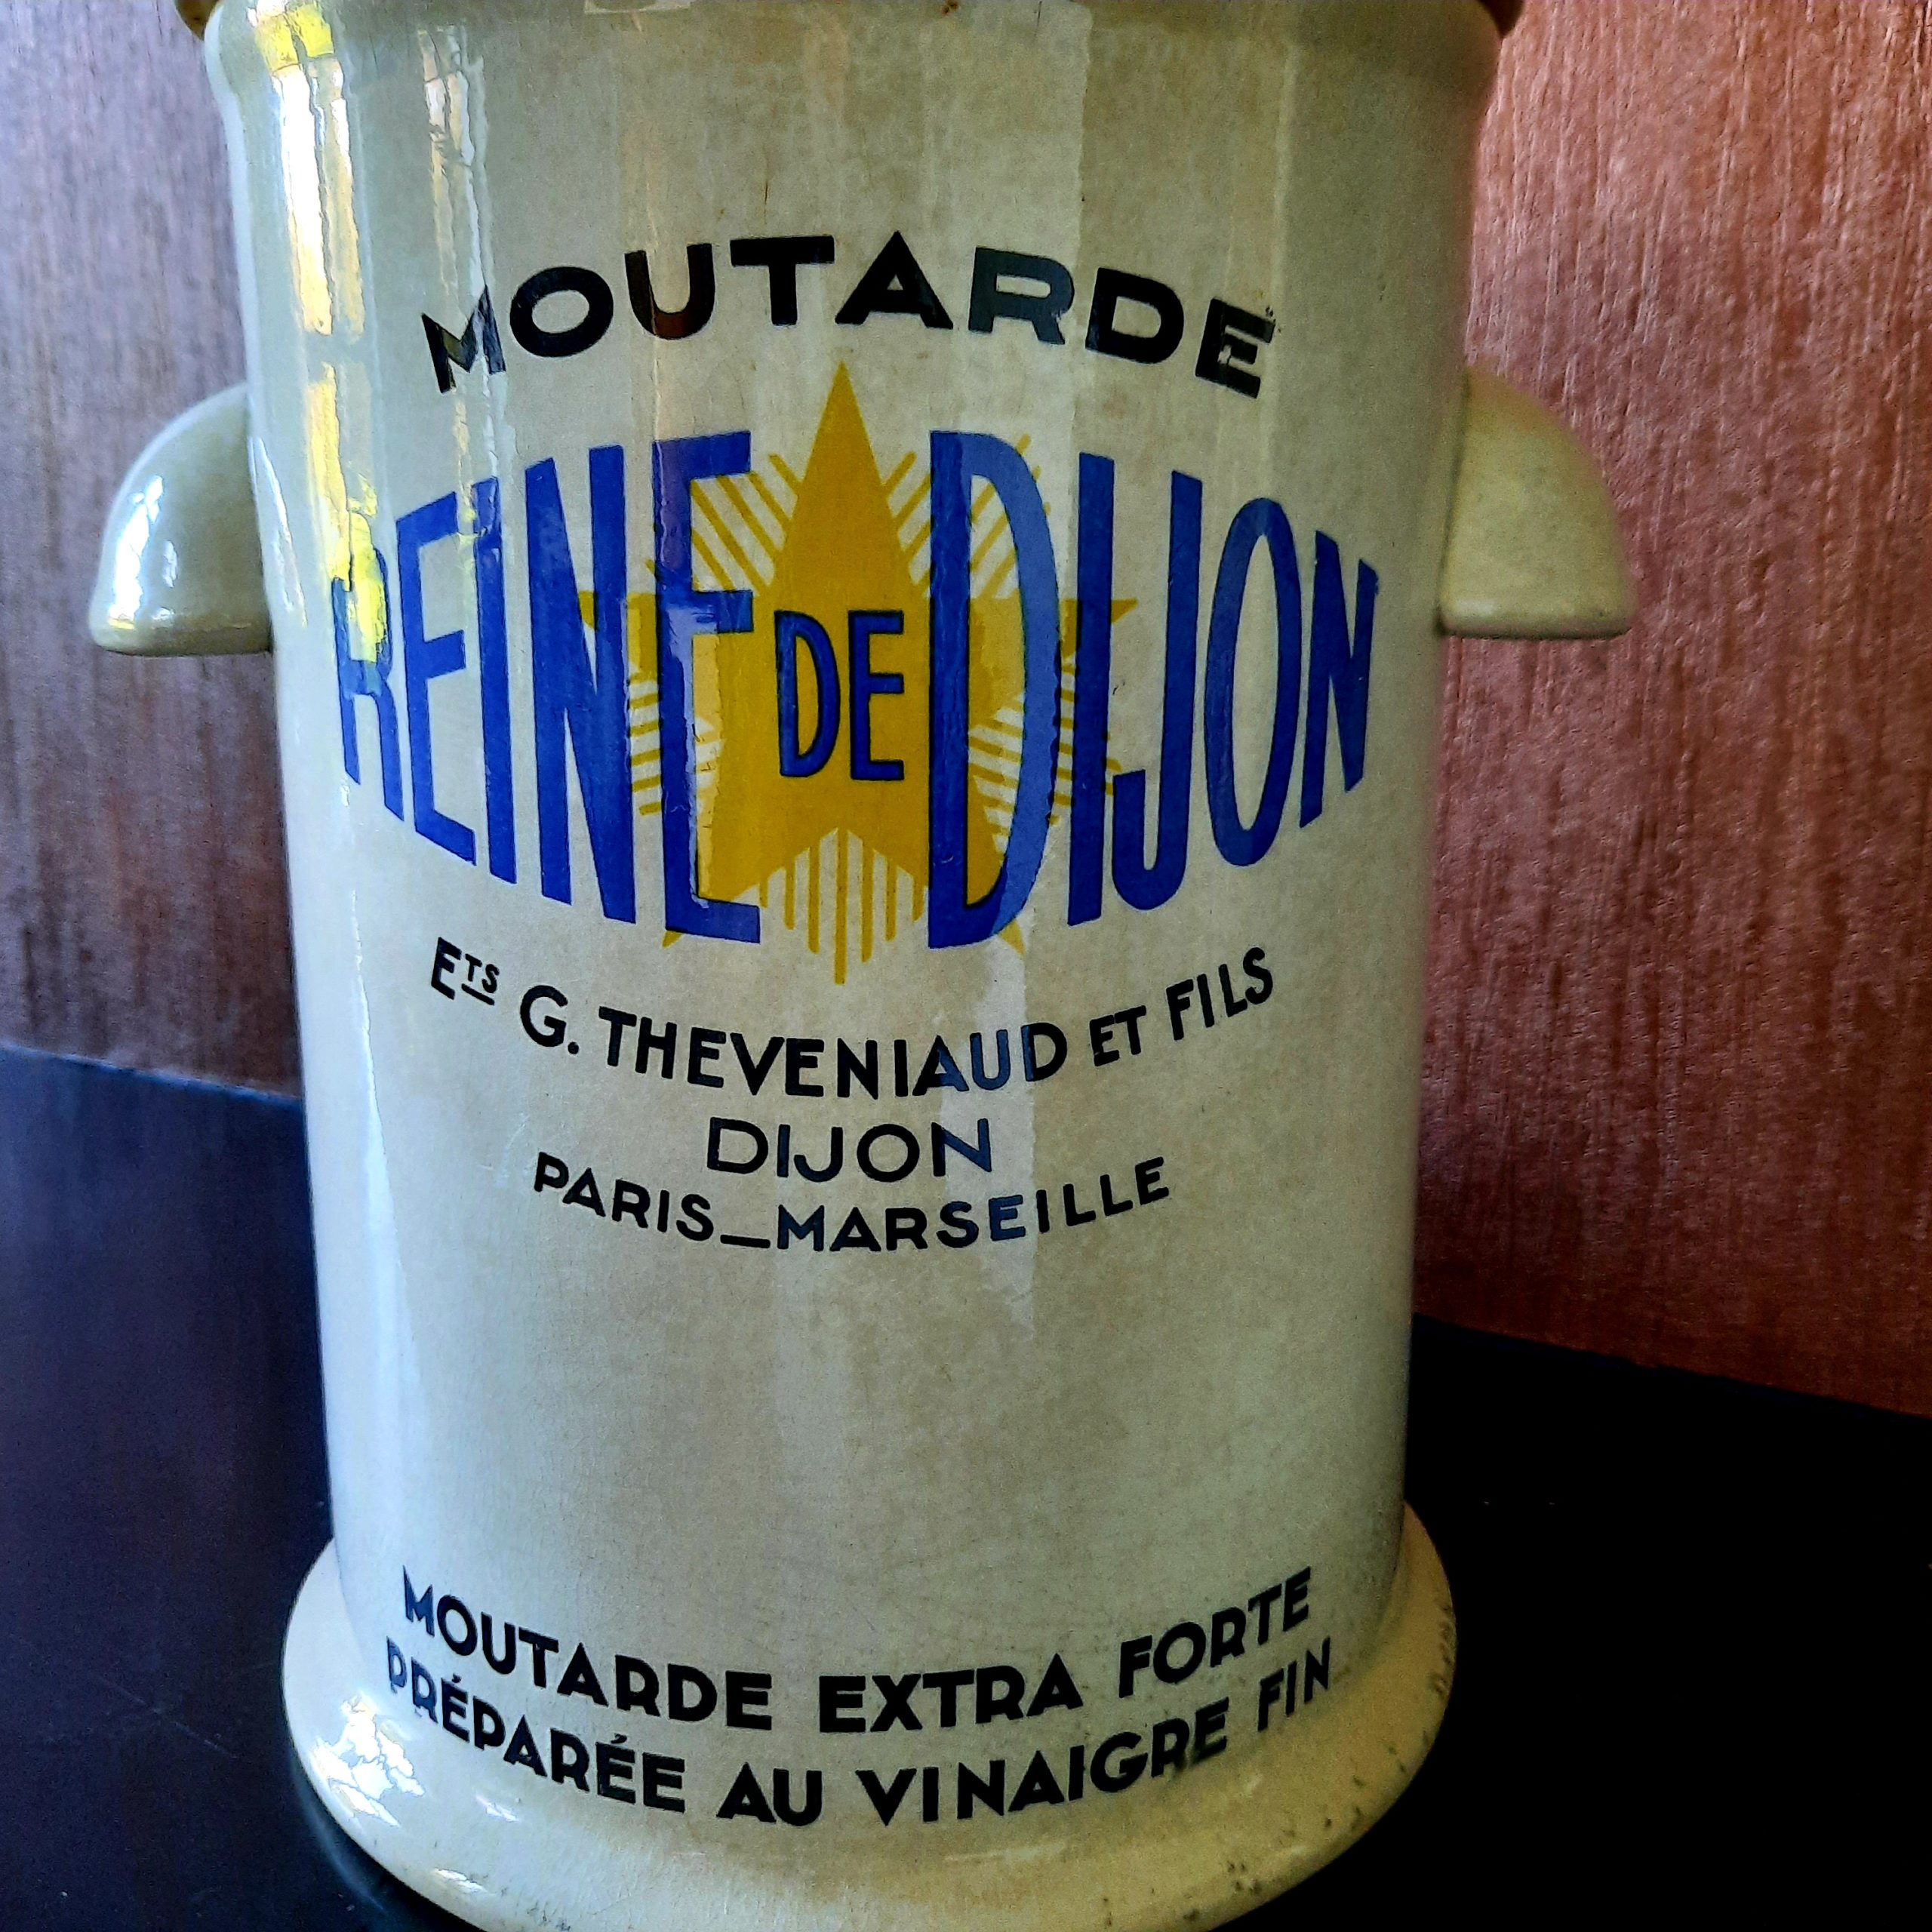 MOUTARDE
REINE DE DIJON
ETS G. THEVENIAUD ET FILS
DIJON
PARIS_MARSEILLE
MOUTARDE EXTRA FORTE
PRÉPARÉE AU VINAIGRE FIN